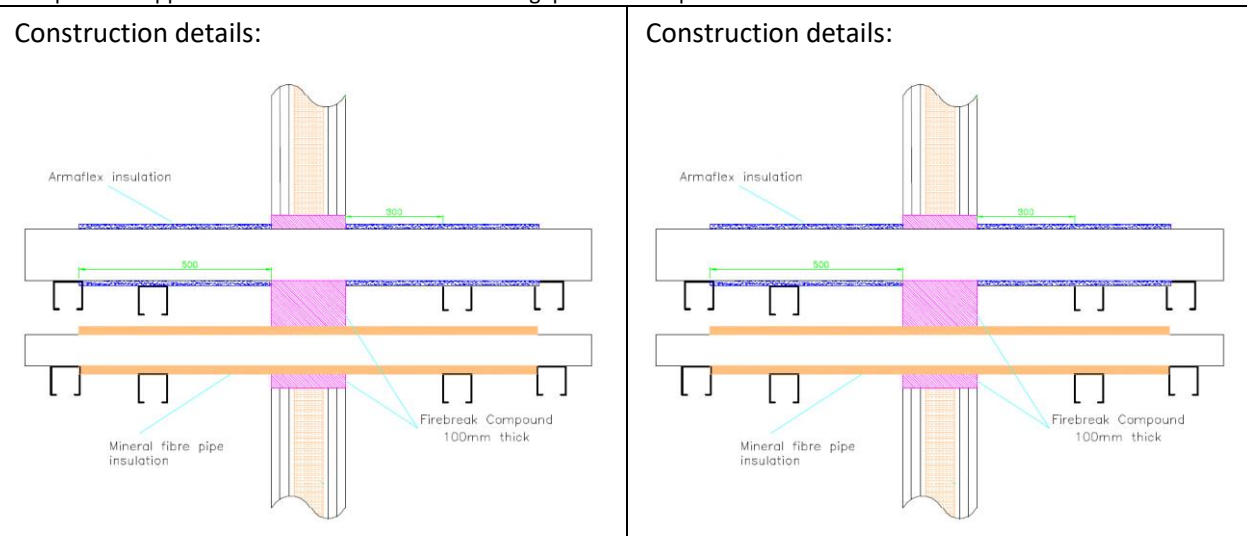 Construction details:
Armaflex insulation
300
500
Firebreak Compound
100mm thick
Mineral fibre pipe
insulation
Construction details:
Armaflex insulation
300
500
Firebreak Compound
100mm thick
Mineral fibre pipe
insulation